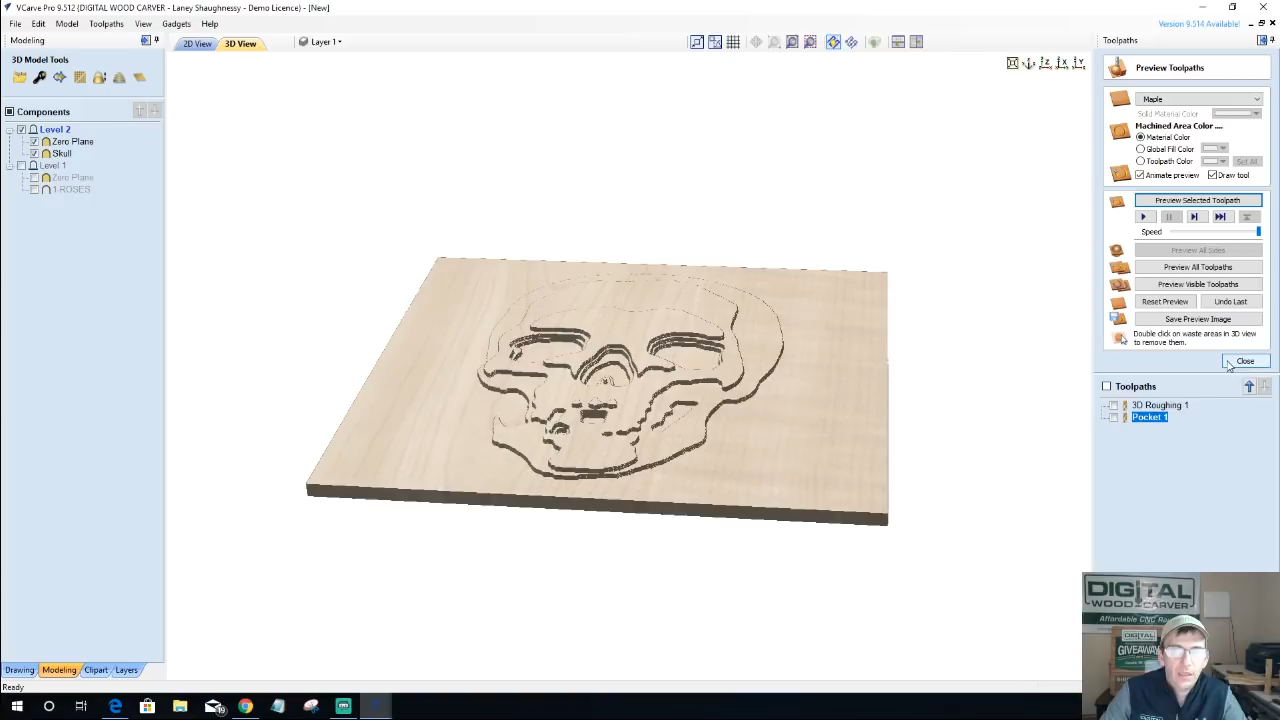 VCarve Pro 9.512 {DIGITAL WOOD CARVER - Laney Shaughnessy - Demo Licence} - [New]
File Edit Model Toolpaths View Gadgets Help
Version 9.514 Available!
Modeling
2D View
3D View
Layer 1
Toolpaths
3D Model Tools
Components
Level 2
Zero Plane
Skull
Level 1
Zero Plane
1-ROSES
Preview Toolpaths
Maple
Solid Material Color
Machined Area Color ....
Material Color
Global Fill Color
Toolpath Color
Set All
Animate preview
Draw tool
Preview Selected Toolpath
Speed
Preview All Sides
Preview All Toolpaths
Preview Visible Toolpaths
Reset Preview
Undo Last
Save Preview Image
Double click on waste areas in 3D view
to remove them.
Close
Toolpaths
3D Roughing 1
Pocket 1
DIGITAL
WOOD CARVER
Affordable CNC
DIGITAL
GIVEAWAY
Drawing
Modeling
Clipart
Layers
Ready